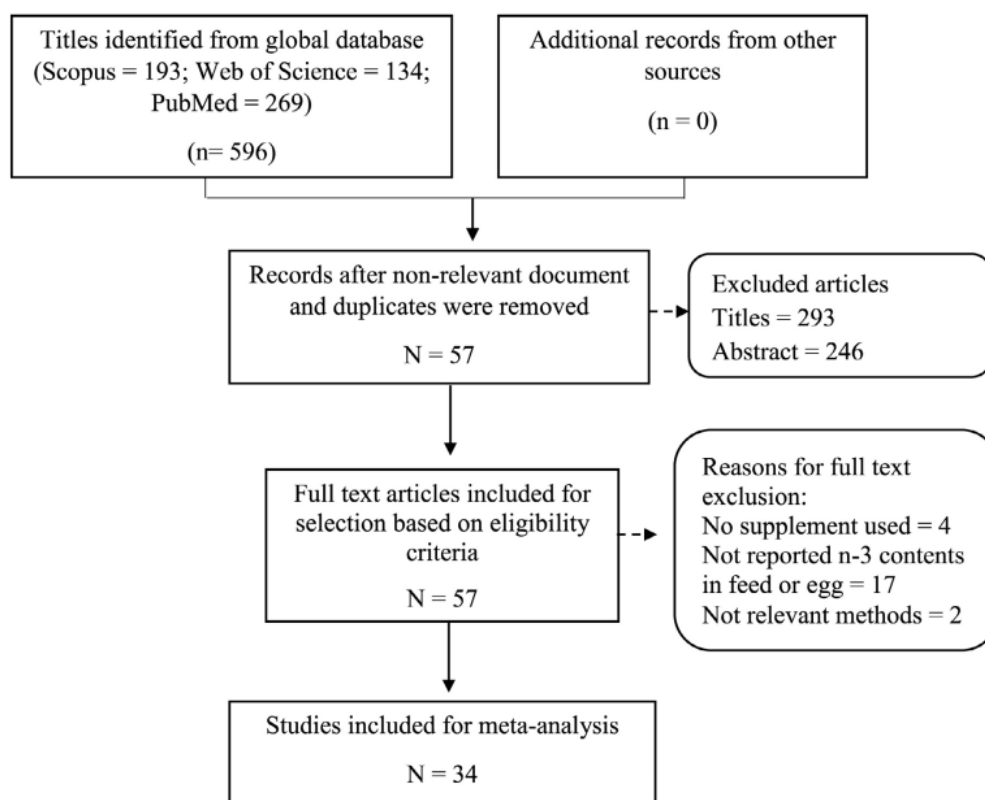 Titles identified from global database
(Scopus = 193; Web of Science = 134;
PubMed = 269)
(n= 596)
Additional records from other
sources
(n = 0)
Records after non-relevant document
and duplicates were removed
N = 57
Excluded articles
Titles = 293
Abstract = 246
Full text articles included for
selection based on eligibility
criteria
N = 57
Reasons for full text
exclusion:
No supplement used = 4
Not reported n-3 contents
in feed or egg = 17
Not relevant methods = 2
Studies included for meta-analysis
N = 34